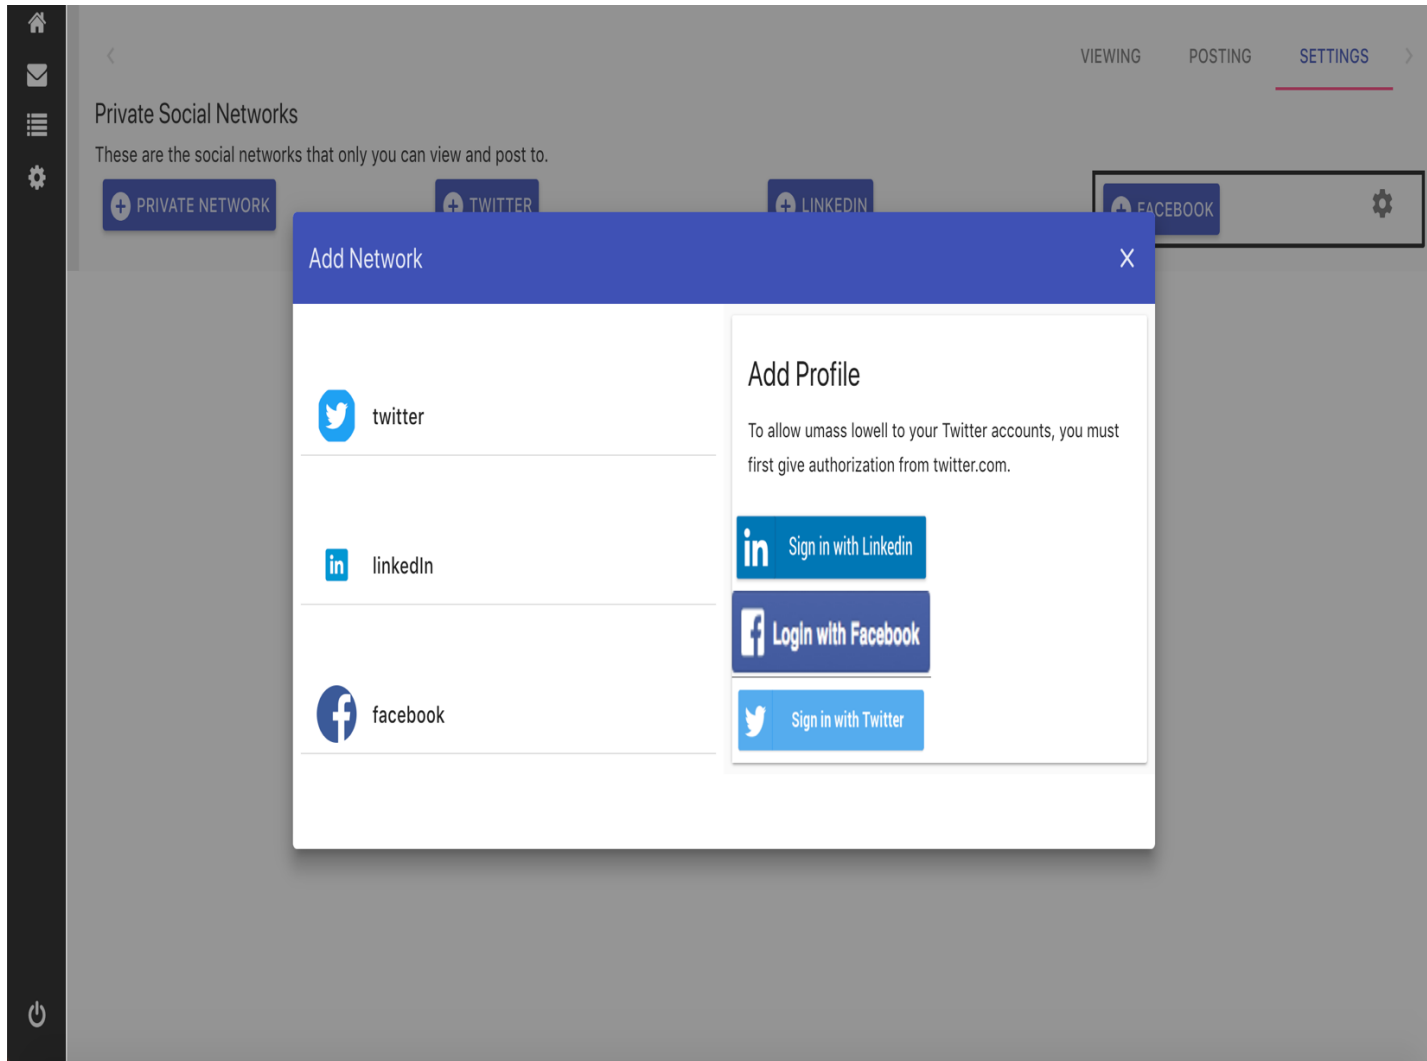 VIEWING POSTING SETTINGS
Private Social Networks
These are the social networks that only you can view and post to.
PRIVATE NETWORK TWITTER LINKEDIN FACEBOOK
Add Network X
Add Profile
To allow umass lowell to your Twitter accounts, you must
first give authorization from twitter.com.
twitter
linkedIn
facebook
in Sign in with Linkedin
Login with Facebook
Sign in with Twitter